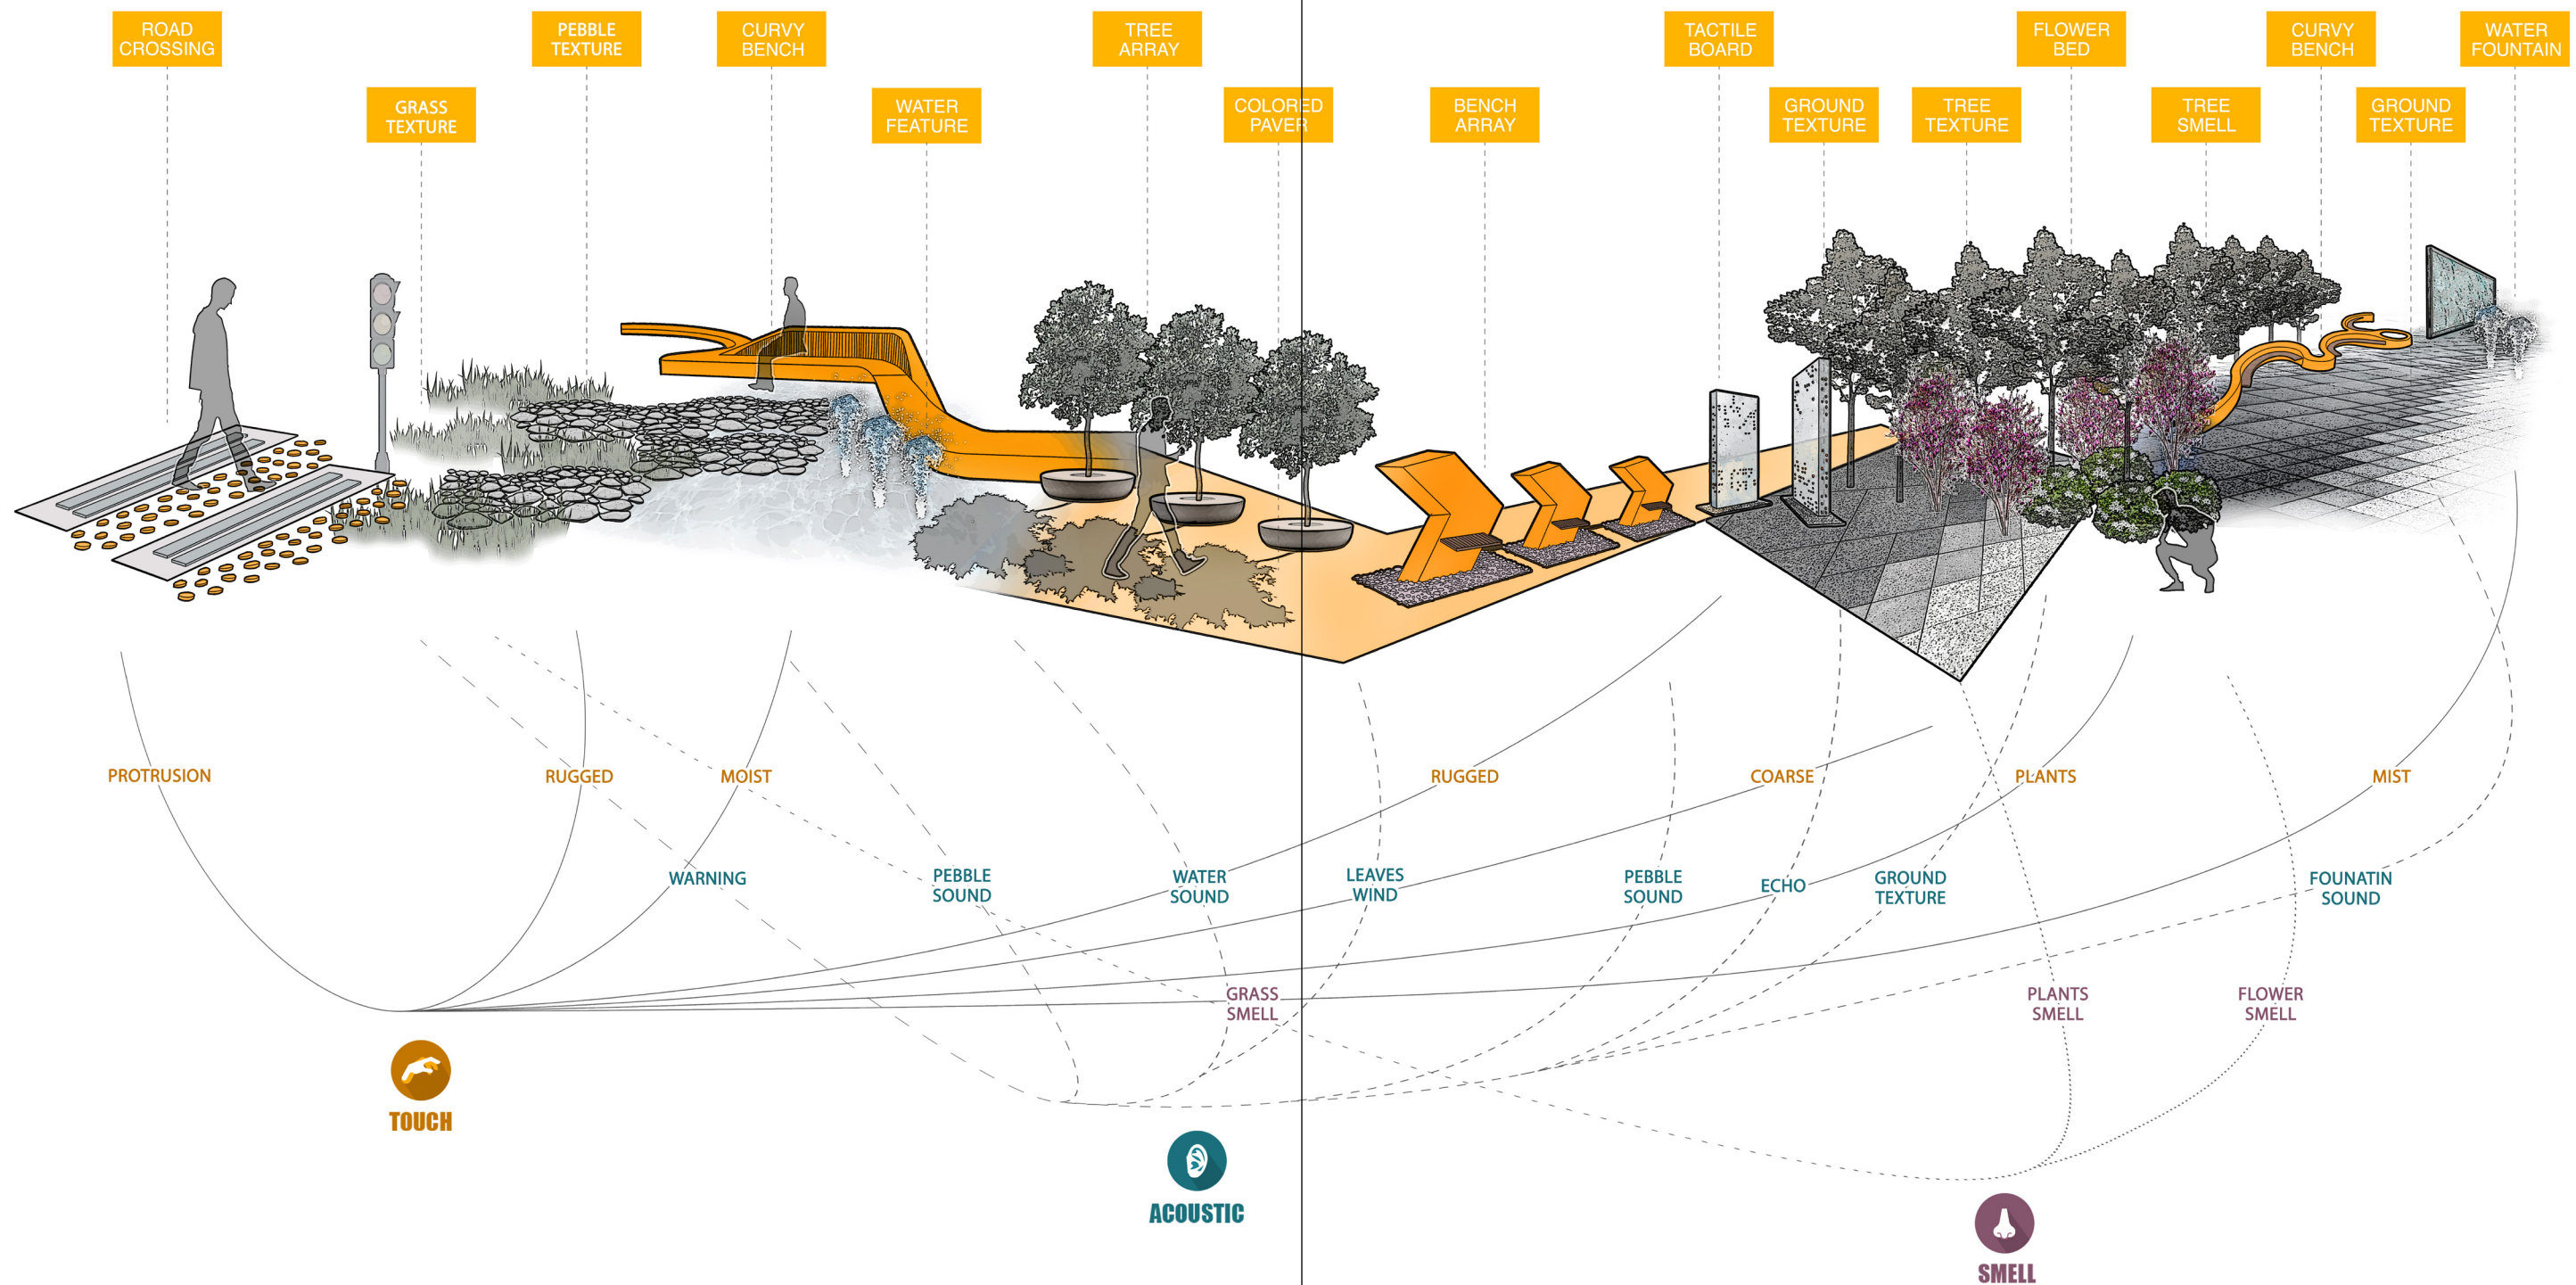 ROAD
CROSSING
PEBBLE
TEXTURE
CURVY
BENCH
TREE
ARRAY
TACTILE
BOARD
FLOWER
BED
CURVY
BENCH
WATER
FOUNTAIN
GRASS
TEXTURE
WATER
FEATURE
COLORED
PAVER
BENCH
ARRAY
GROUND
TEXTURE
TREE
TEXTURE
TREE
SMELL
GROUND
TEXTURE
PROTRUSION
RUGGED
MOIST
RUGGED
COARSE
PLANTS
MIST
WARNING
PEBBLE
SOUND
WATER
SOUND
LEAVES
WIND
PEBBLE
SOUND
ECHO
GROUND
TEXTURE
FOUNATIN
SOUND
GRASS
SMELL
PLANTS
SMELL
FLOWER
SMELL
TOUCH
ACOUSTIC
SMELL